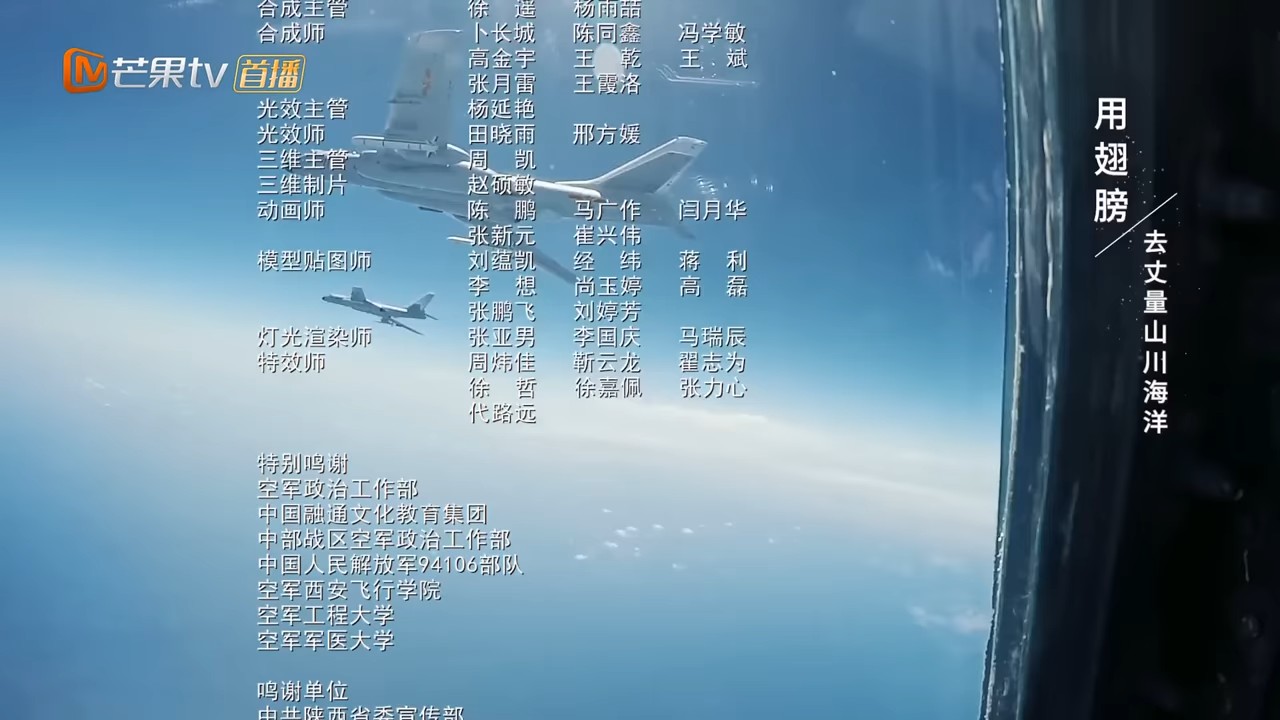 合成主管 徐 遥 杨雨喆
合成师 卜长城 陈同鑫 冯学敏
高金宇 王 乾 王 斌
张月雷 王霞洛
光效主管 杨延艳
光效师 田晓雨 邢方媛
三维主管 周 凯
三维制片 赵硕敏
动画师 陈 鹏 马广作 闫月华
张新元 崔兴伟
模型贴图师 刘蕴凯 经 纬 蒋 利
李 想 尚玉婷 高 磊
张鹏飞 刘婷芳
灯光渲染师 张亚男 李国庆 马瑞辰
特效师 周炜佳 靳云龙 翟志为
徐 哲 徐嘉佩 张力心
代路远
特别鸣谢
空军政治工作部
中国融通文化教育集团
中部战区空军政治工作部
中国人民解放军94106部队
空军西安飞行学院
空军工程大学
空军军医大学
鸣谢单位
中共陕西省委宣传部
芒果tv 首播
用翅膀
去丈量山川海洋